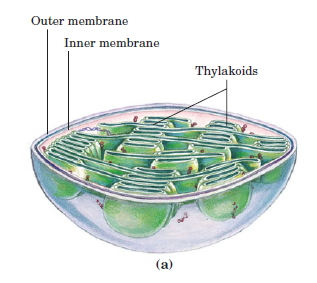 Outer membrane
Inner membrane
Thylakoids
(a)